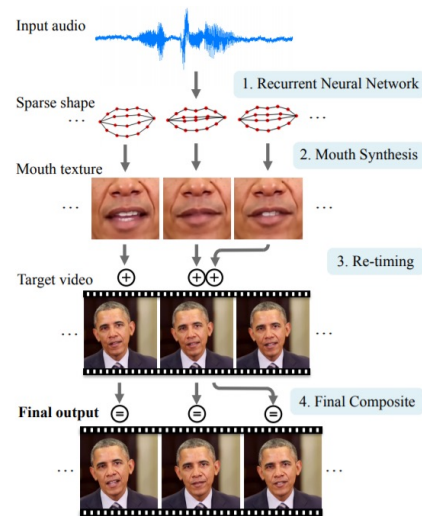 Input audio
1. Recurrent Neural Network
Sparse shape
... ...
2. Mouth Synthesis
Mouth texture
... ...
3. Re-timing
Target video
... ...
4. Final Composite
Final output
... ...